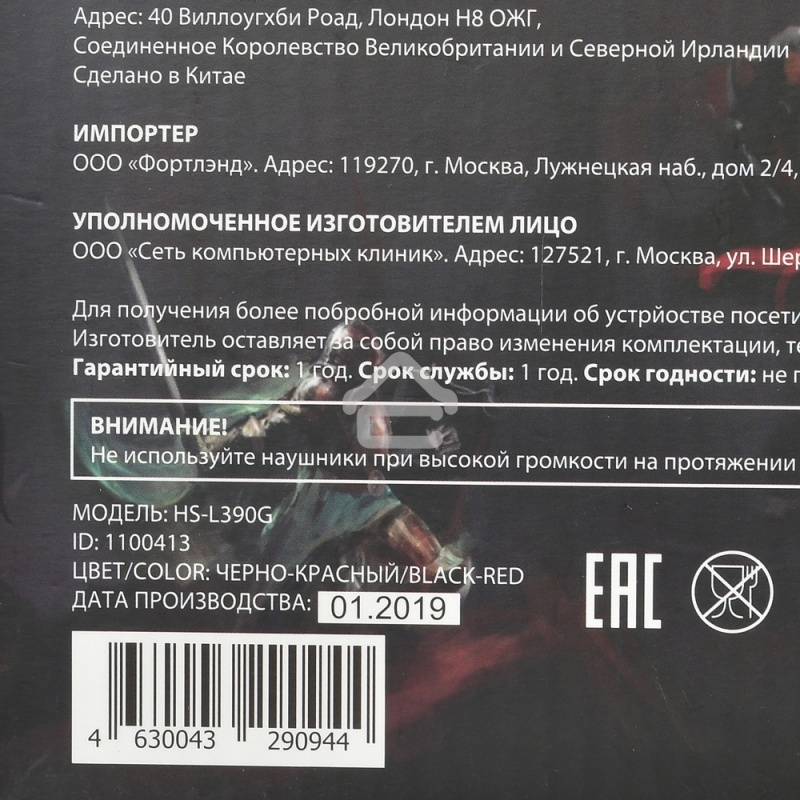 Адрес: 40 Виллоугхби Роад, Лондон Н8 ОЖГ,
Соединенное Королевство Великобритании и Северной Ирландии
Сделано в Китае
ИМПОРТЕР
ООО «Фортлэнд». Адрес: 119270, г. Москва, Лужнецкая наб., дом 2/4,
УПОЛНОМОЧЕННОЕ ИЗГОТОВИТЕЛЕМ ЛИЦО
ООО «Сеть компьютерных клиник». Адрес: 127521, г. Москва, ул. Шер
Для получения более побробной информации об устрйостве посети
Изготовитель оставляет за собой право изменения комплектации, те
Гарантийный срок: 1 год. Срок службы: 1 год. Срок годности: не
ВНИМАНИЕ!
Не используйте наушники при высокой громкости на протяжении
МОДЕЛЬ: HS-L390G
ID: 1100413
ЦВЕТ/COLOR: ЧЕРНО-КРАСНЫЙ/BLACK-RED
ДАТА ПРОИЗВОДСТВА: 01.2019
EAC
4 630043 290944